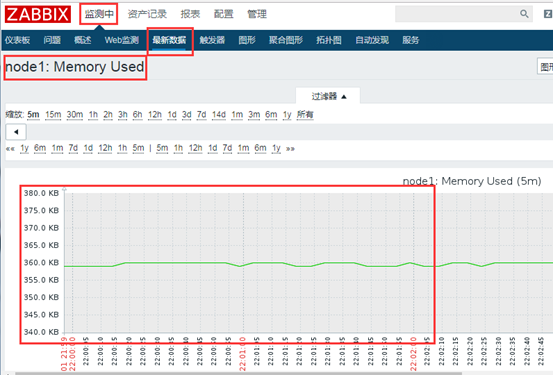 ZABBIX 监测中 资产记录 报表 配置 管理
仪表板 问题 概述 Web监测 最新数据 触发器 图形 聚合图形 拓扑图 自动发现 服务
node1: Memory Used 图形
过滤器 ▲
缩放: 5m 15m 30m 1h 2h 3h 6h 12h 1d 3d 7d 14d 1m 3m 6m 1y 所有
◄
«« 1y 6m 1m 7d 1d 12h 1h 5m | 5m 1h 12h 1d 7d 1m 6m 1y »»
node1: Memory Used (5m)
380.0 KB
375.0 KB
370.0 KB
365.0 KB
360.0 KB
355.0 KB
350.0 KB
345.0 KB
340.0 KB
01 21:59
22:00:00
22:00:05
22:00:15
22:00:20
22:00:25
22:00:30
22:00:35
22:00:40
22:00:45
22:00:50
22:00:55
22:01:00
22:01:05
22:01:10
22:01:15
22:01:20
22:01:25
22:01:30
22:01:35
22:01:40
22:01:45
22:01:50
22:01:55
22:02:00
22:02:05
22:02:10
22:02:15
22:02:20
22:02:25
22:02:30
22:02:35
22:02:40
22:02:45